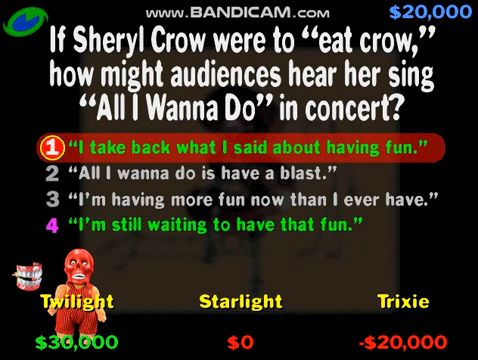 www.BANDICAM.com
$20,000
If Sheryl Crow were to “eat crow,”
how might audiences hear her sing
“All I Wanna Do” in concert?
1 “I take back what I said about having fun.”
2 “All I wanna do is have a blast.”
3 “I'm having more fun now than I ever have.”
4 “I'm still waiting to have that fun.”
Twilight Starlight Trixie
$30,000 $0 -$20,000